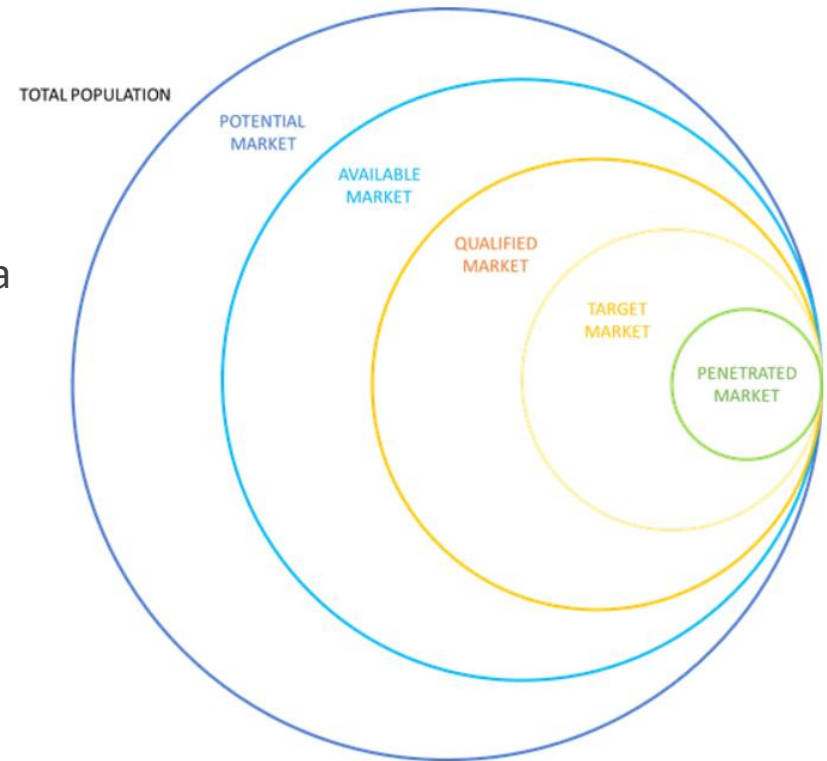 TOTAL POPULATION
POTENTIAL
MARKET
AVAILABLE
MARKET
QUALIFIED
MARKET
a
TARGET
MARKET
PENETRATED
MARKET